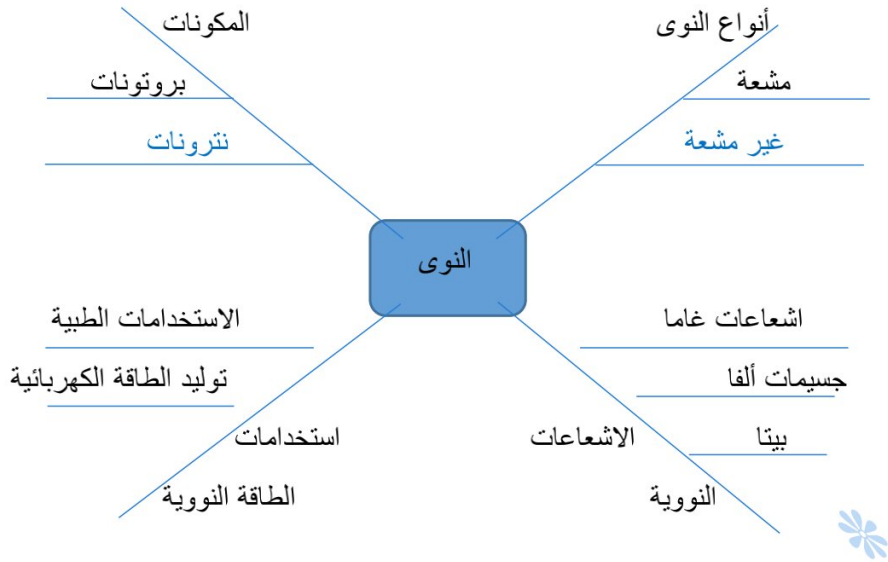 أنواع النوى
مشعة
غير مشعة
المكونات
بروتونات
نترونات
النوى
اشعاعات غاما
جسيمات ألفا
بيتا
الاشعاعات
النووية
الاستخدامات الطبية
توليد الطاقة الكهربائية
استخدامات
الطاقة النووية